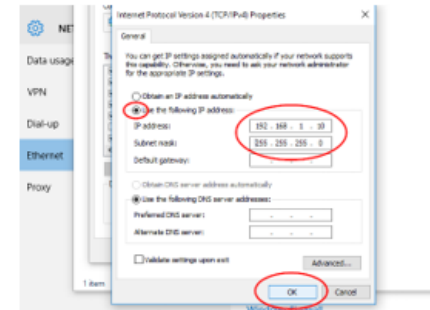 Internet Protocol Version 4 (TCP/IPv4) Properties
General
You can get IP settings assigned automatically if your network supports
this capability. Otherwise, you need to ask your network administrator
for the appropriate IP settings.
Obtain an IP address automatically
Use the following IP address:
IP address: 192 . 168 . 1 . 10
Subnet mask: 255 . 255 . 255 . 0
Default gateway:
Obtain DNS server address automatically
Use the following DNS server addresses:
Preferred DNS server:
Alternate DNS server:
Validate settings upon exit
Advanced...
OK Cancel
NE
Data usage
VPN
Dial-up
Ethernet
Proxy
1 item